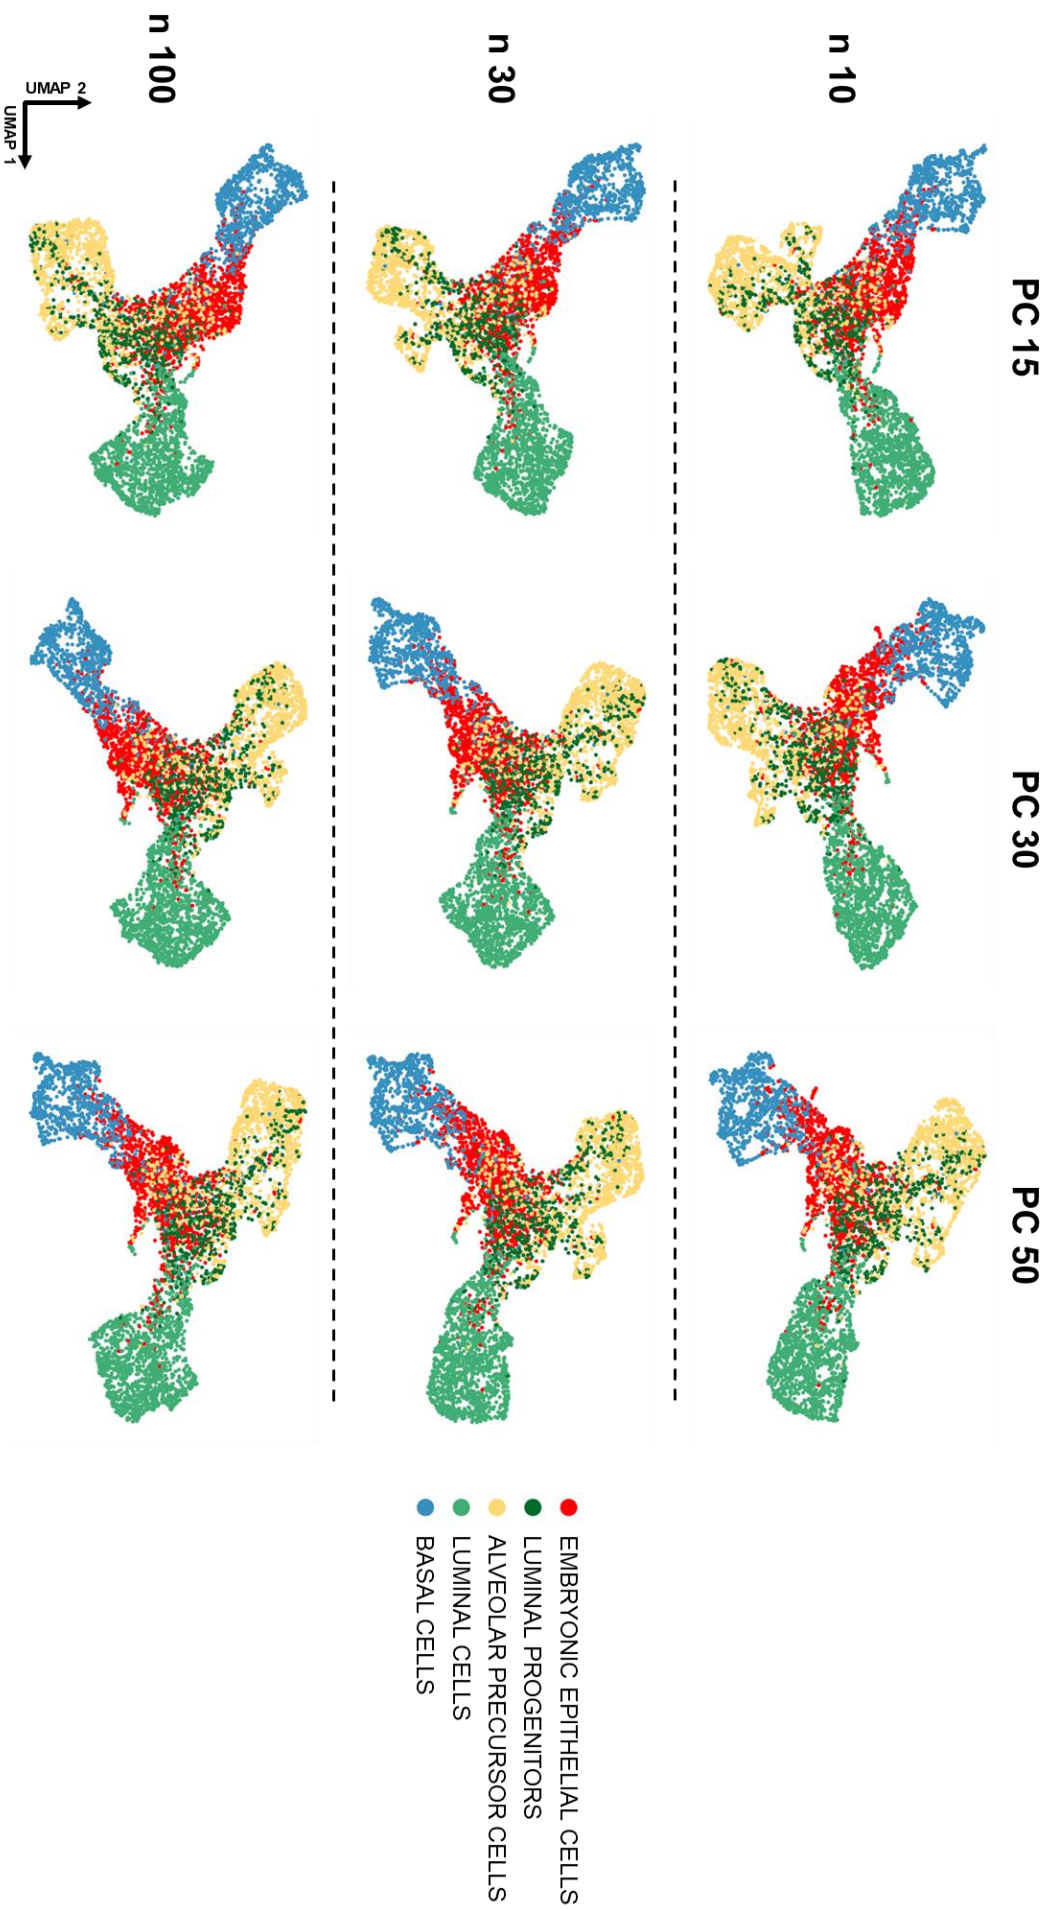 PC 15
PC 30
PC 50
n 10
n 30
n 100
UMAP 2
UMAP 1
EMBRYONIC EPITHELIAL CELLS
LUMINAL PROGENITORS
ALVEOLAR PRECURSOR CELLS
LUMINAL CELLS
BASAL CELLS